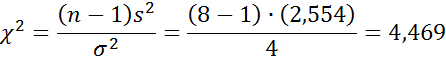 χ² = (n − 1)s² / σ² = (8 − 1) · (2,554) / 4 = 4,469